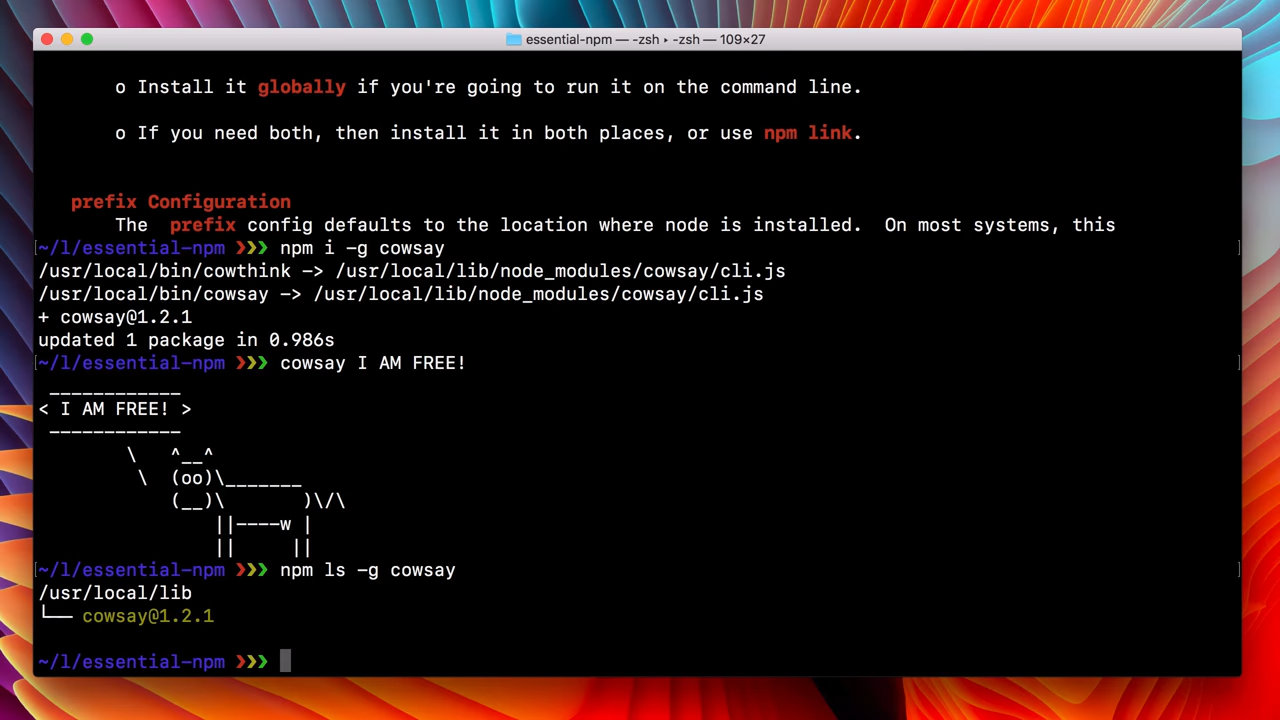 essential-npm — -zsh ▸ -zsh — 109×27
o Install it globally if you're going to run it on the command line.
o If you need both, then install it in both places, or use npm link.
prefix Configuration
The  prefix config defaults to the location where node is installed.  On most systems, this
~/l/essential-npm ❯❯❯ npm i -g cowsay
/usr/local/bin/cowthink -> /usr/local/lib/node_modules/cowsay/cli.js
/usr/local/bin/cowsay -> /usr/local/lib/node_modules/cowsay/cli.js
+ cowsay@1.2.1
updated 1 package in 0.986s
~/l/essential-npm ❯❯❯ cowsay I AM FREE!
 ____________
< I AM FREE! >
 ------------
        \   ^__^
         \  (oo)\_______
            (__)\       )\/\
                ||----w |
                ||     ||
~/l/essential-npm ❯❯❯ npm ls -g cowsay
/usr/local/lib
└── cowsay@1.2.1
~/l/essential-npm ❯❯❯